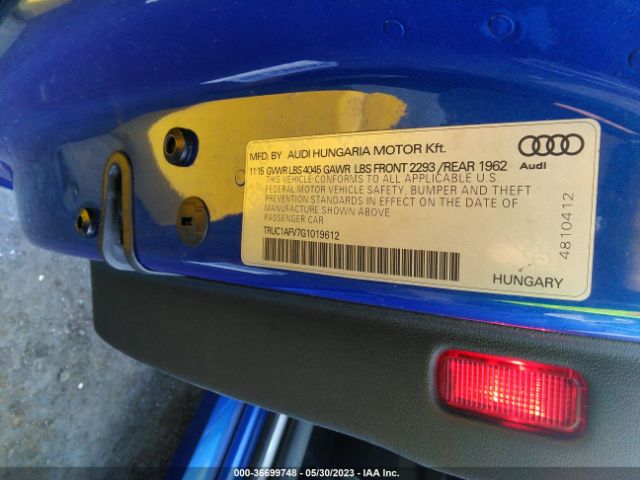 MFD. BY AUDI HUNGARIA MOTOR Kft.
11 15 GVWR LBS 4045 GAWR LBS FRONT 2293 / REAR 1962
THIS VEHICLE CONFORMS TO ALL APPLICABLE U.S.
FEDERAL MOTOR VEHICLE SAFETY, BUMPER AND THEFT
PREVENTION STANDARDS IN EFFECT ON THE DATE OF
MANUFACTURE SHOWN ABOVE
PASSENGER CAR
TRUC1AFV7G1019612
Audi
4810412
HUNGARY
000-36699748 - 05/30/2023 - IAA Inc.